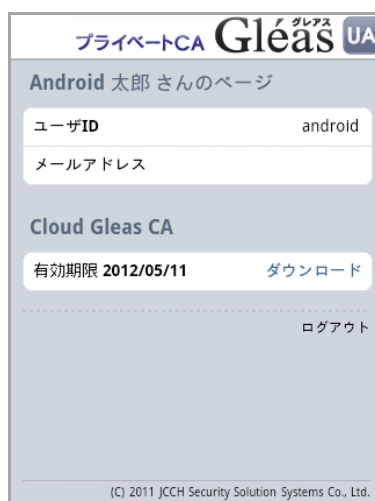 グレアス
プライベートCA Gléas UA
Android 太郎 さんのページ
ユーザID android
メールアドレス
Cloud Gleas CA
有効期限 2012/05/11 ダウンロード
ログアウト
(C) 2011 JCCH Security Solution Systems Co., Ltd.